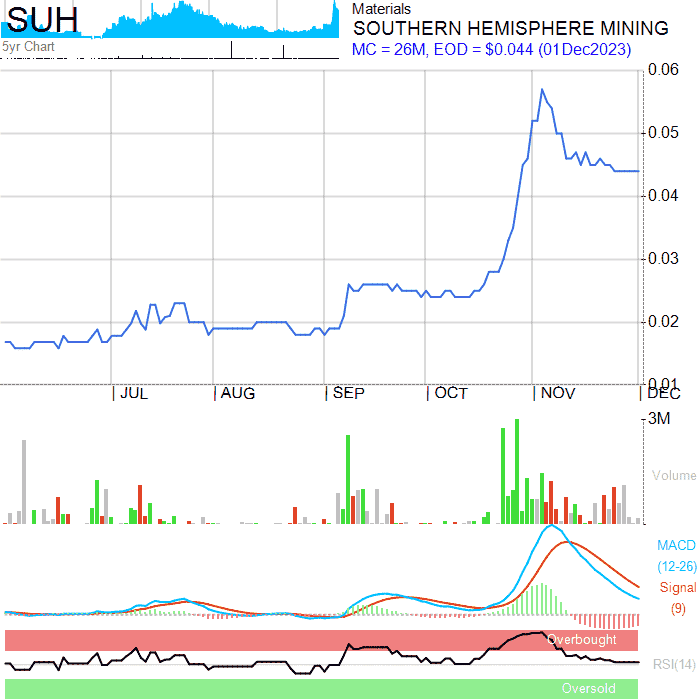 SUH
5yr Chart
Materials
SOUTHERN HEMISPHERE MINING
MC = 26M, EOD = $0.044 (01Dec2023)
0.06
0.05
0.04
0.03
0.02
0.01
JUL AUG SEP OCT NOV DEC
3M
Volume
MACD
(12-26)
Signal
(9)
Overbought
RSI(14)
Oversold